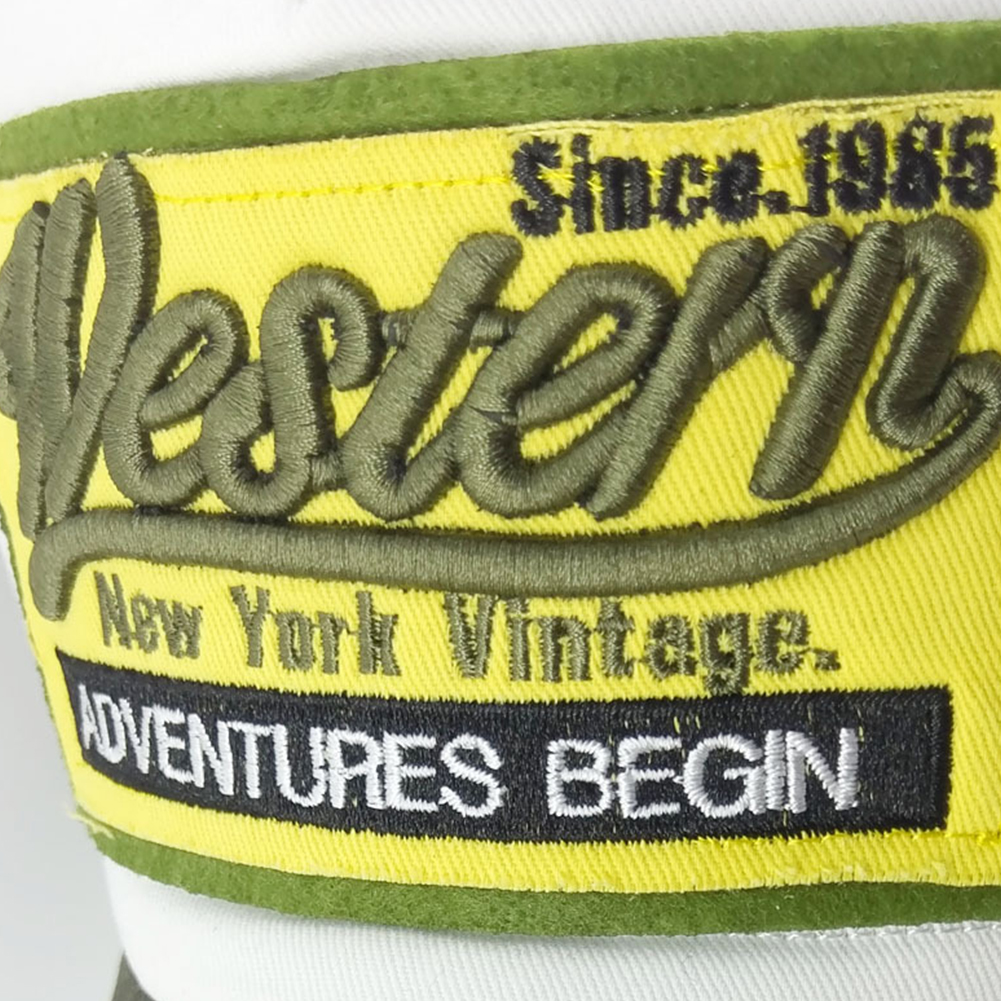 Since.1985
Western
New York Vintage.
ADVENTURES BEGIN